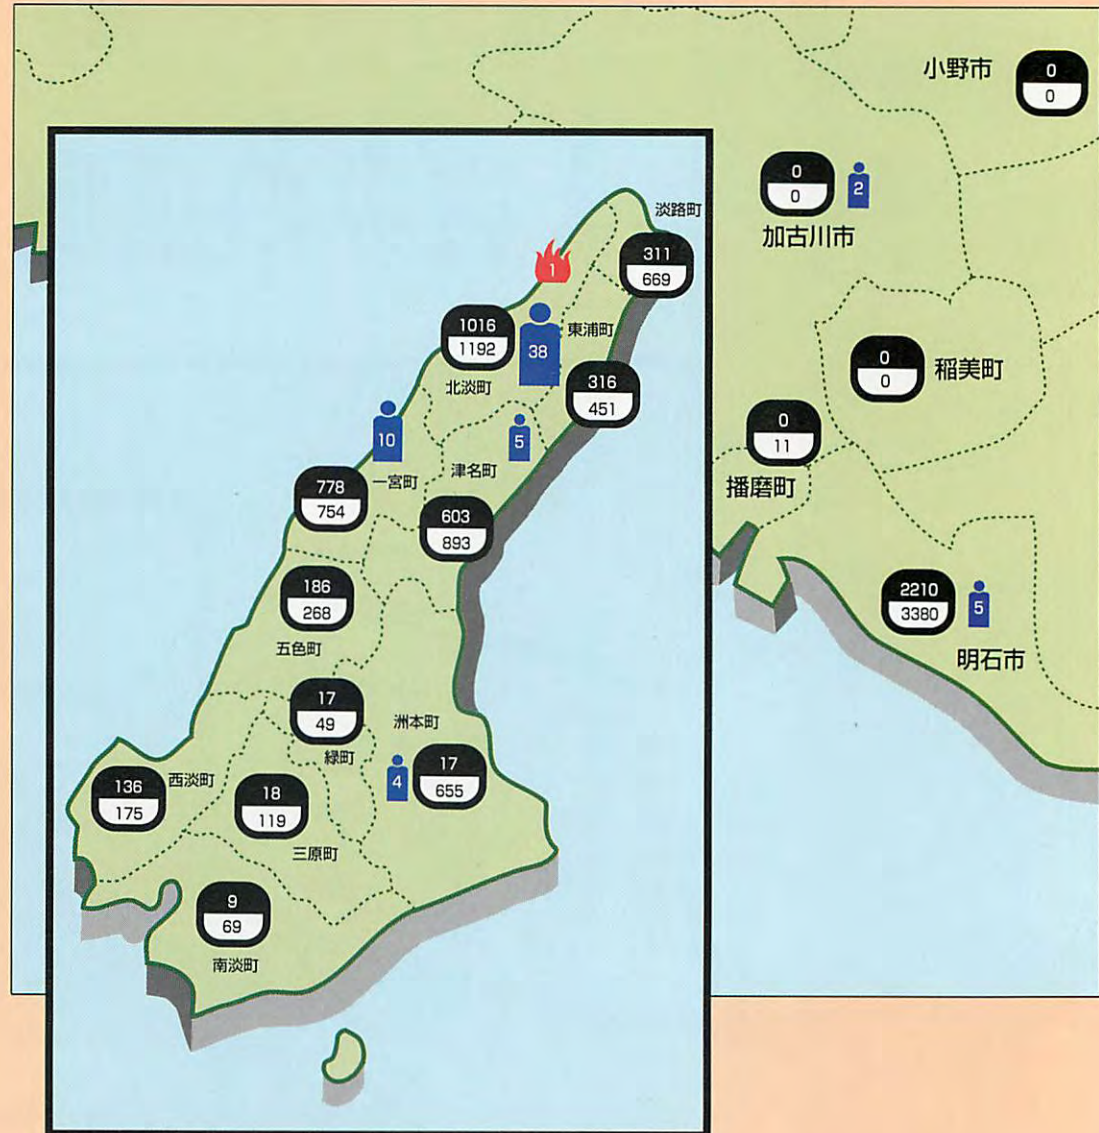 小野市
0
0
0
0
2
加古川市
0
0
稲美町
0
11
播磨町
2210
3380
5
明石市
淡路町
311
669
1
1016
1192
38
東浦町
北淡町
316
451
10
5
一宮町
津名町
778
754
603
893
186
268
五色町
17
49
緑町
洲本町
4
17
655
136
175
西淡町
18
119
三原町
9
69
南淡町